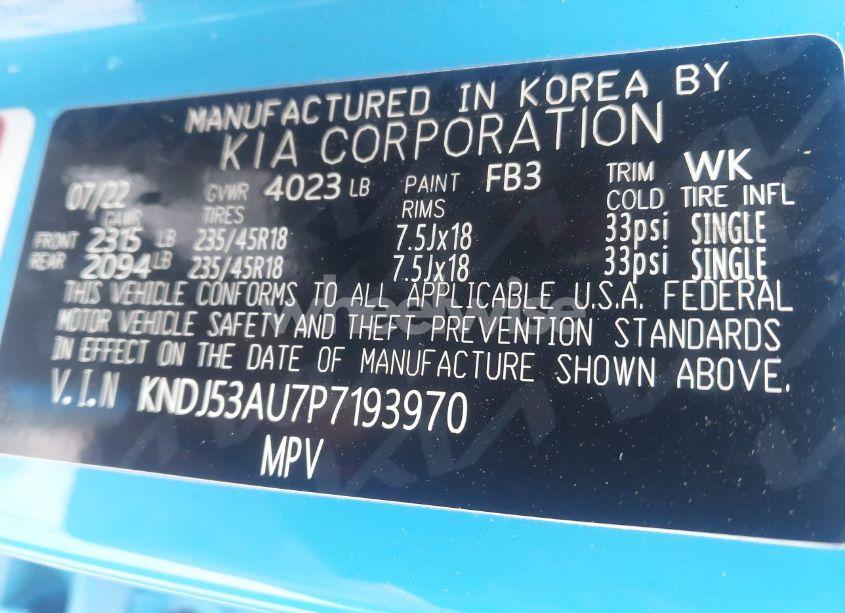 MANUFACTURED IN KOREA BY
KIA CORPORATION
07/22 GVWR 4023 LB PAINT FB3 TRIM WK
GAWR TIRES RIMS COLD TIRE INFL
FRONT 2315 LB 235/45R18 7.5Jx18 33psi SINGLE
REAR 2094 LB 235/45R18 7.5Jx18 33psi SINGLE
THIS VEHICLE CONFORMS TO ALL APPLICABLE U.S.A. FEDERAL
MOTOR VEHICLE SAFETY AND THEFT PREVENTION STANDARDS
IN EFFECT ON THE DATE OF MANUFACTURE SHOWN ABOVE.
V.I.N KNDJ53AU7P7193970
MPV
wheelwise